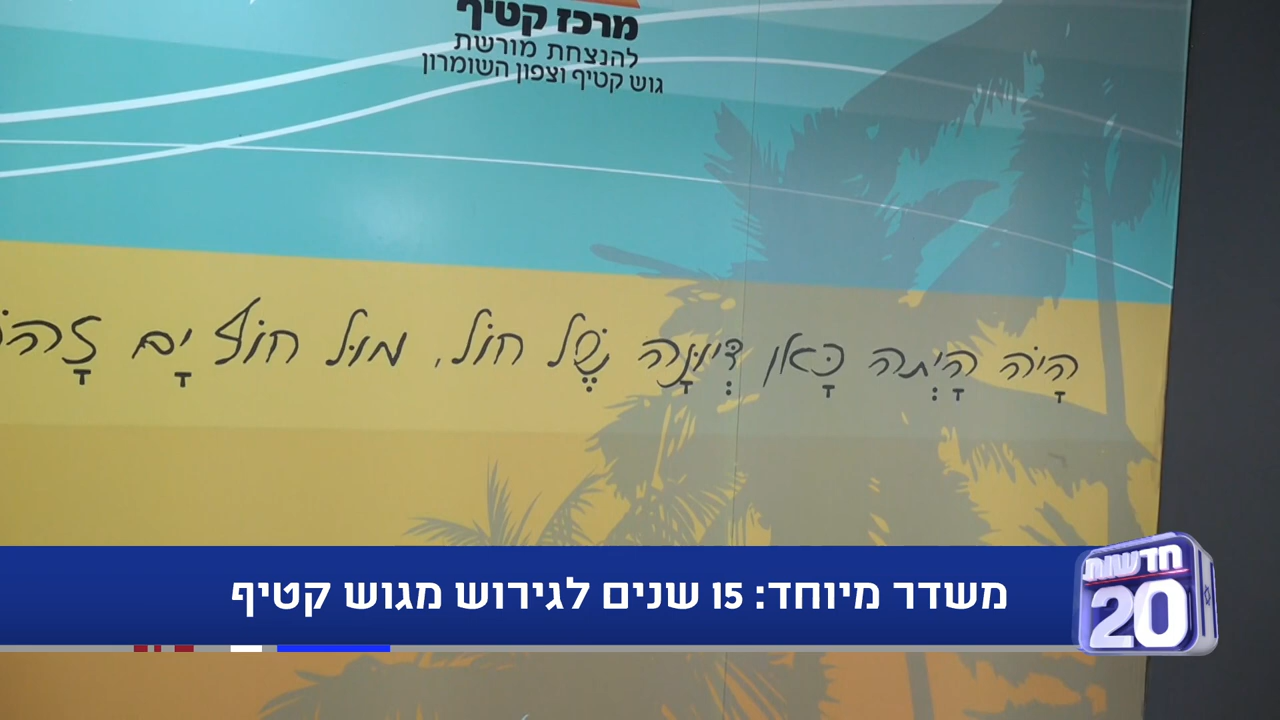 מרכז קטיף
להנצחת מורשת
גוש קטיף וצפון השומרון
הָיֹה הָיְתָה כָּאן דְּיוּנָה שֶׁל חוֹל, מוּל חוֹף יָם
משדר מיוחד: 15 שנים לגירוש מגוש קטיף
חדשות
20